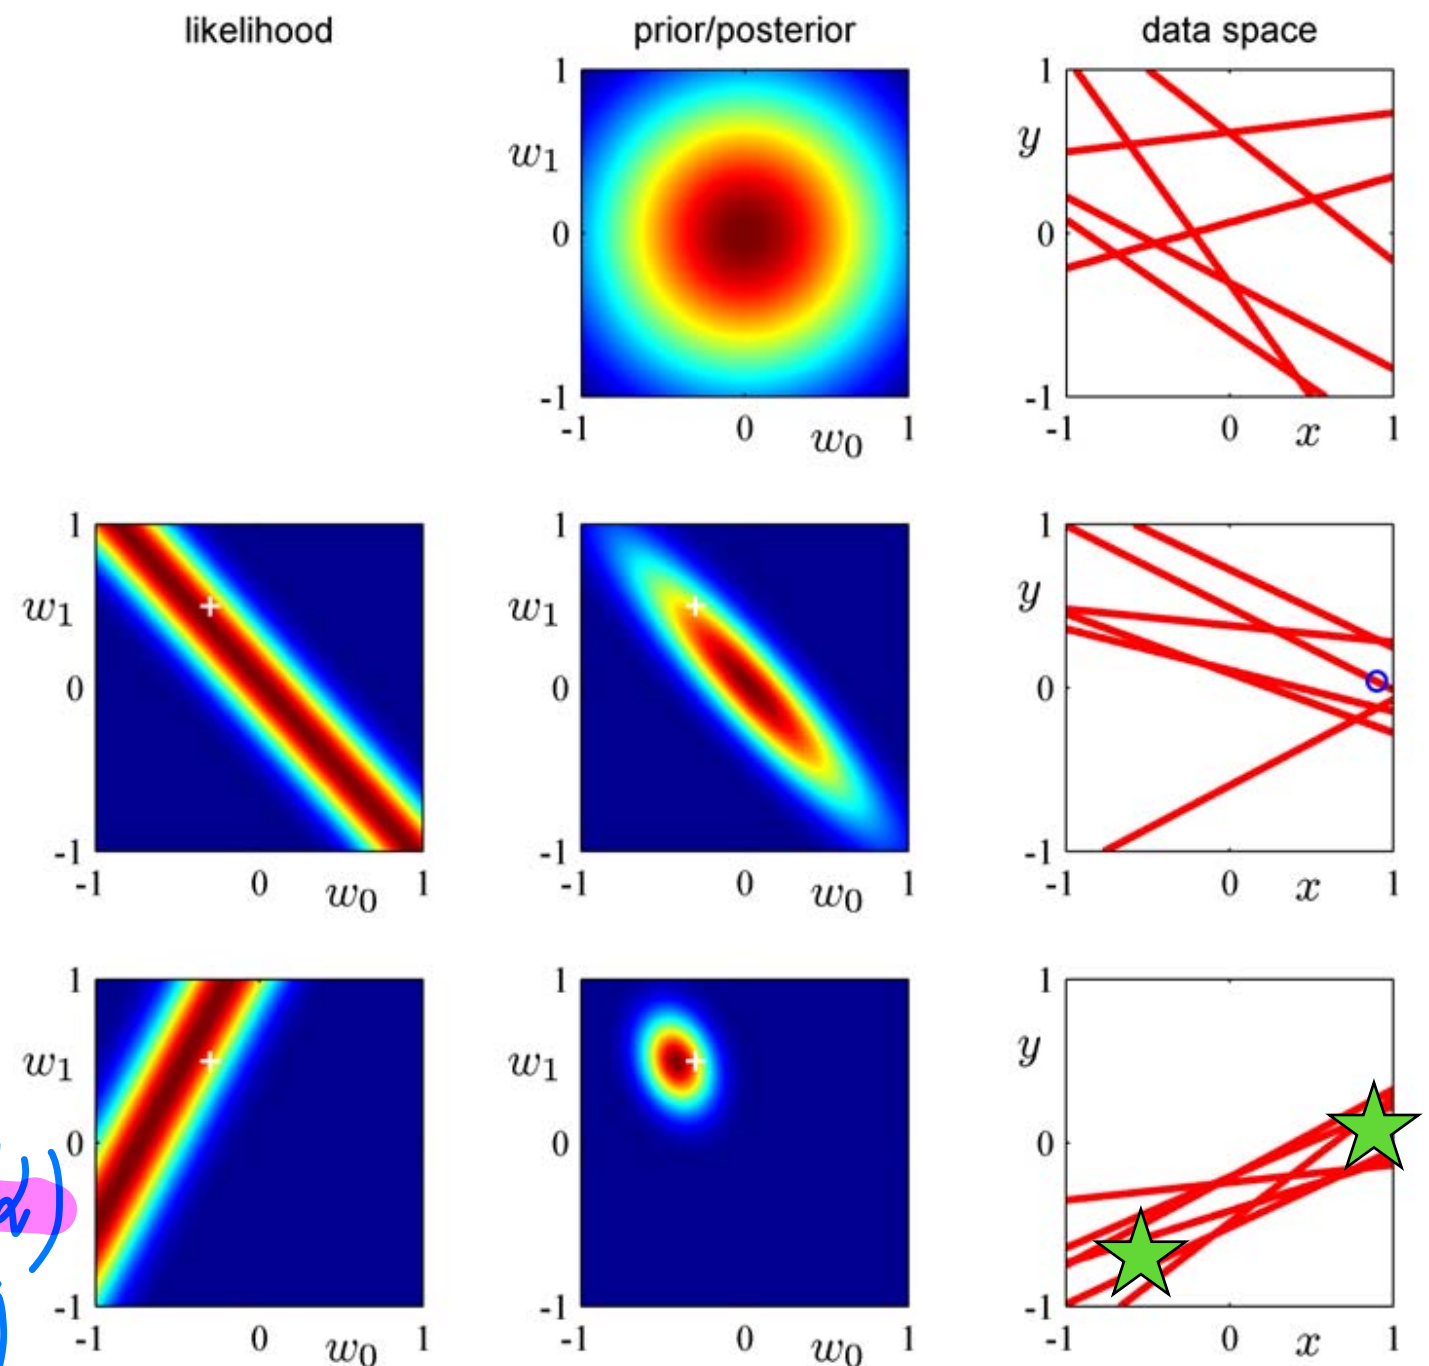 likelihood prior/posterior data space
1 1
w1 y
0 0
-1 -1
-1 0 w0 1 -1 0 x 1
1 1 1
w1 w1 y
0 0 0
-1 -1 -1
-1 0 w0 1 -1 0 w0 1 -1 0 x 1
1 1 1
w1 w1 y
0 0 0
α)
-1 -1 -1
-1 0 w0 1 -1 0 w0 1 -1 0 x 1